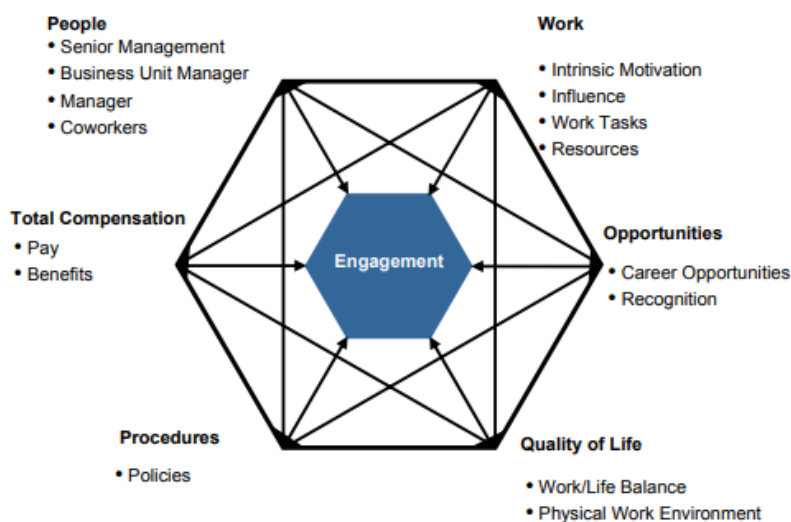 People
• Senior Management
• Business Unit Manager
• Manager
• Coworkers
Work
• Intrinsic Motivation
• Influence
• Work Tasks
• Resources
Total Compensation
• Pay
• Benefits
Engagement
Opportunities
• Career Opportunities
• Recognition
Procedures
• Policies
Quality of Life
• Work/Life Balance
• Physical Work Environment